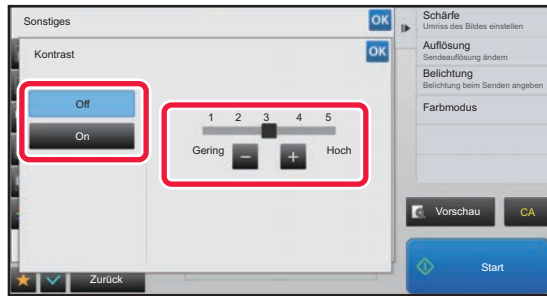 Sonstiges
OK
Kontrast
OK
Off
On
1 2 3 4 5
Gering
Hoch
Zurück
Schärfe
Umriss des Bildes einstellen
Auflösung
Sendeauflösung ändern
Belichtung
Belichtung beim Senden angeben
Farbmodus
Vorschau
CA
Start